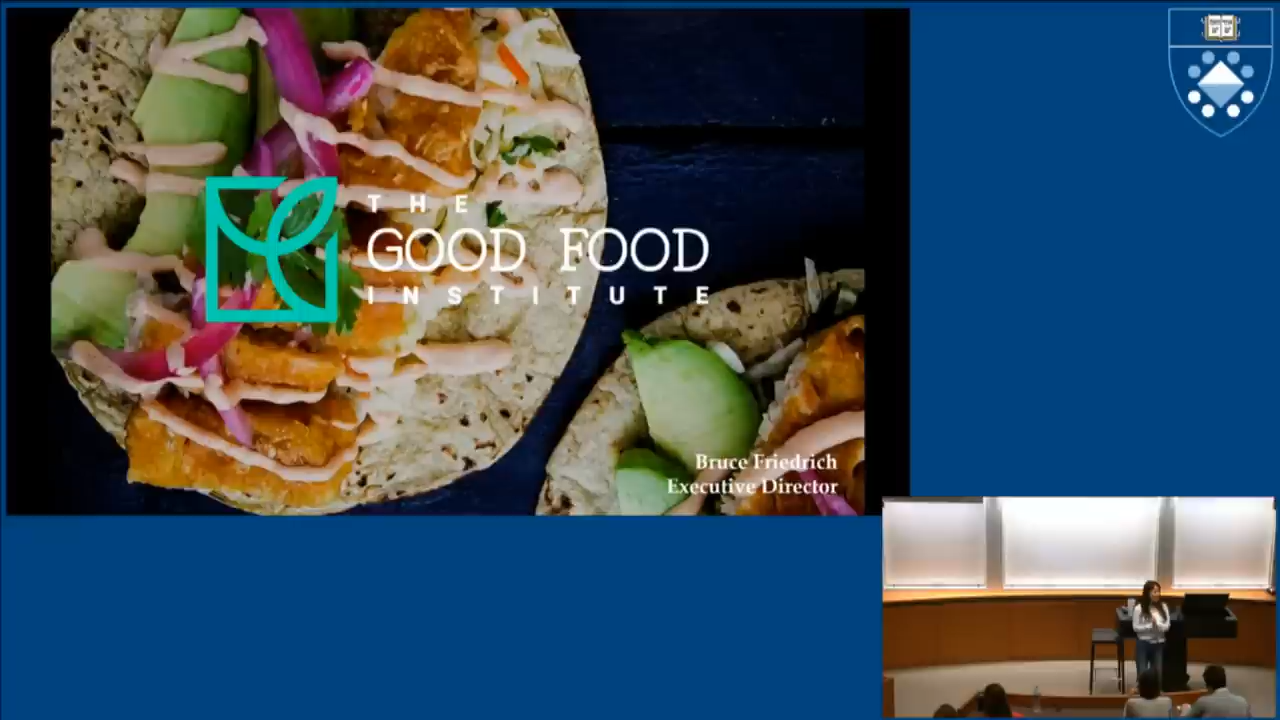 THE
GOOD FOOD
INSTITUTE
Bruce Friedrich
Executive Director